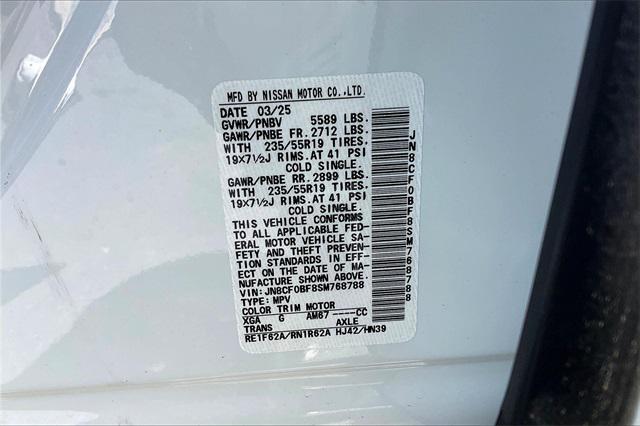 MFD BY NISSAN MOTOR CO.,LTD.
DATE 03/25
GVWR/PNBV 5589 LBS.
GAWR/PNBE FR. 2712 LBS.
WITH 235/55R19 TIRES,
19X7½J RIMS.AT 41 PSI
COLD SINGLE.
GAWR/PNBE RR. 2899 LBS.
WITH 235/55R19 TIRES,
19X7½J RIMS.AT 41 PSI
COLD SINGLE.
THIS VEHICLE CONFORMS
TO ALL APPLICABLE FED-
ERAL MOTOR VEHICLE SA-
FETY AND THEFT PREVEN-
TION STANDARDS IN EFF-
ECT ON THE DATE OF MA-
NUFACTURE SHOWN ABOVE.
VIN: JN8CF0BF8SM768788
TYPE: MPV
COLOR TRIM MOTOR
XGA G AM67 ----CC
TRANS AXLE
RE1F62A/RN1R62A HJ42/HN39
JN8CF0BF8SM768788